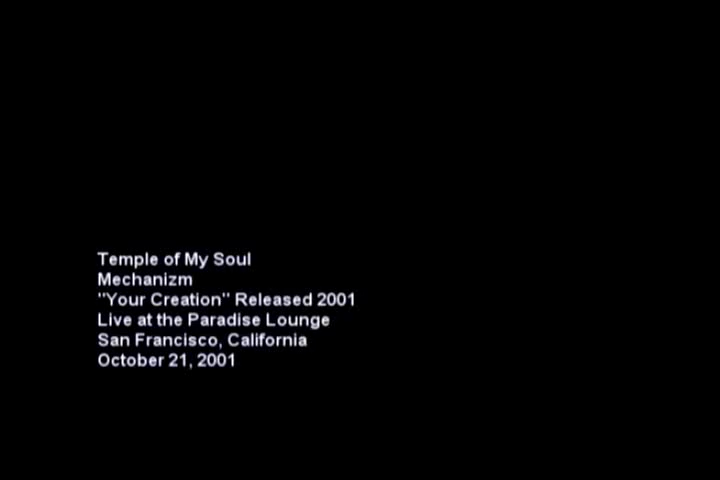 Temple of My Soul
Mechanizm
"Your Creation" Released 2001
Live at the Paradise Lounge
San Francisco, California
October 21, 2001